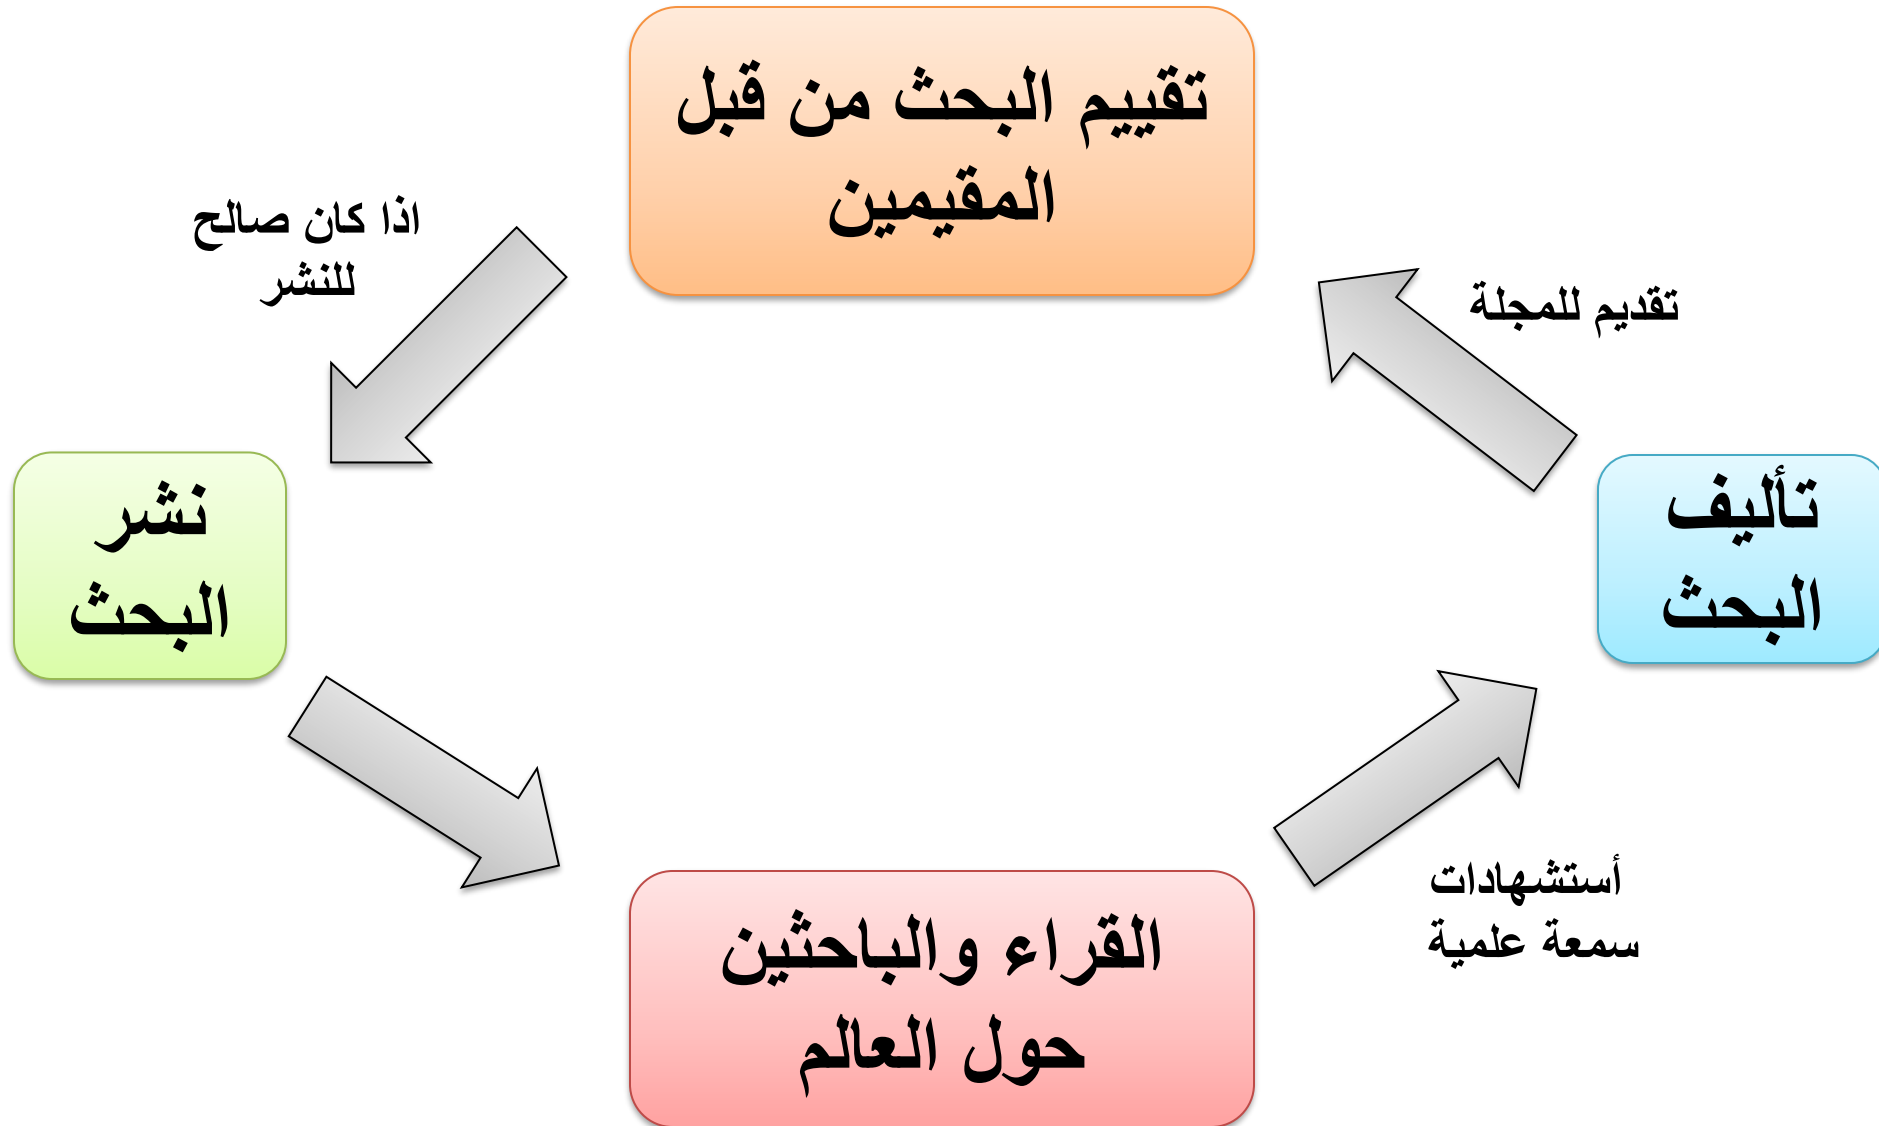 تقييم البحث من قبل
المقيمين
اذا كان صالح
للنشر
تقديم للمجلة
تأليف
البحث
نشر
البحث
أستشهادات
سمعة علمية
القراء والباحثين
حول العالم